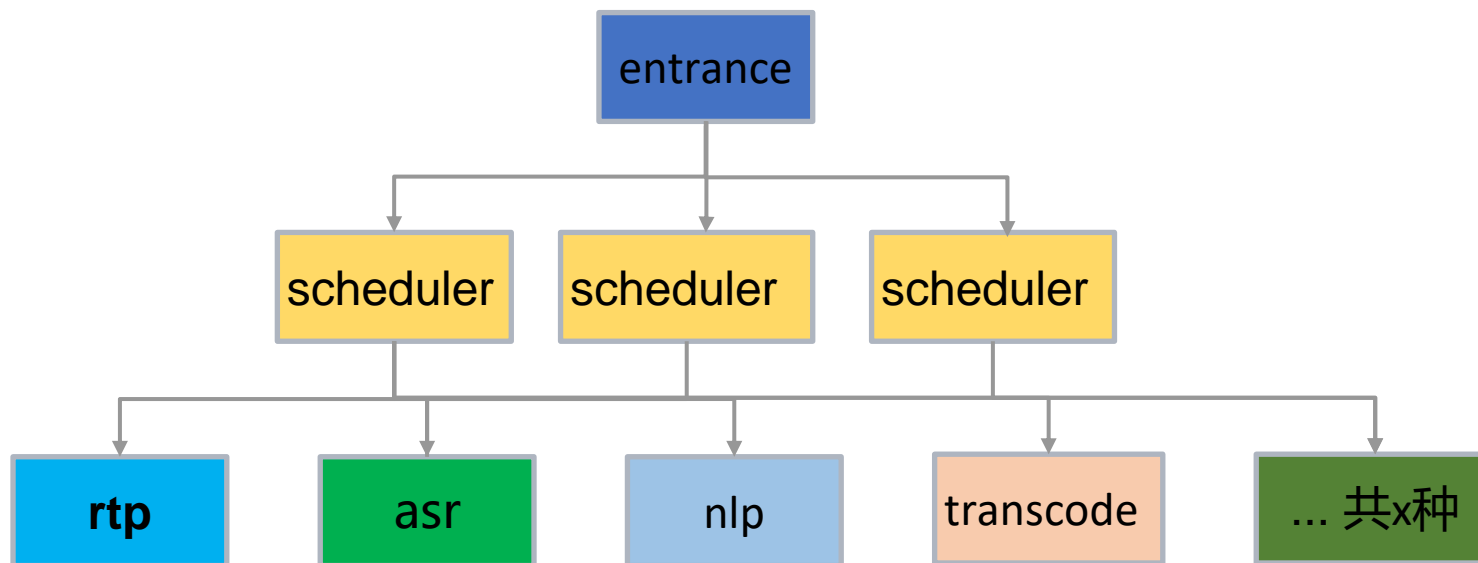 entrance
scheduler
scheduler
scheduler
rtp
asr
nlp
transcode
... 共x种